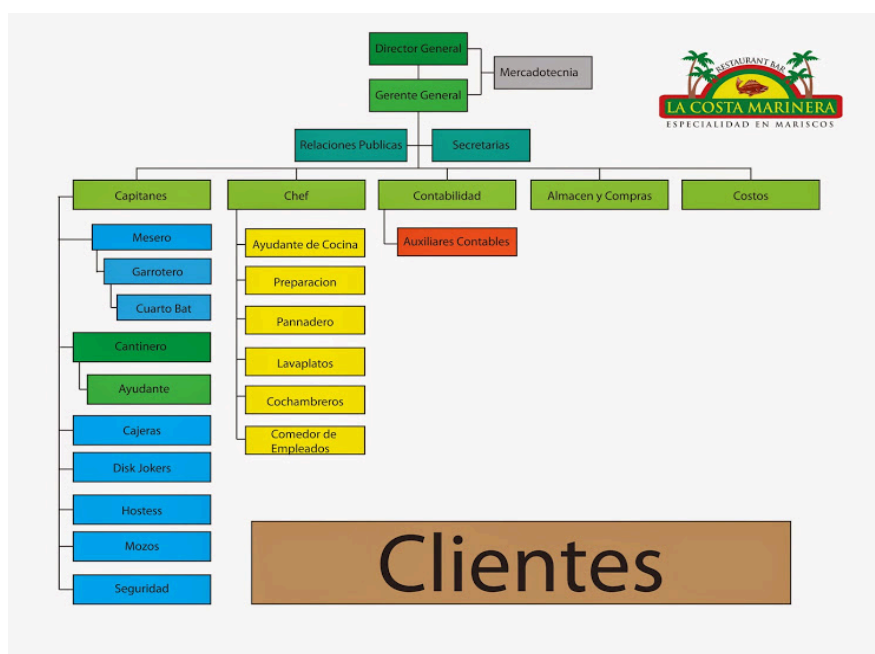 Director General
Mercadotecnia
Gerente General
RESTAURANT BAR
LA COSTA MARINERA
ESPECIALIDAD EN MARISCOS
Relaciones Publicas
Secretarias
Capitanes
Chef
Contabilidad
Almacen y Compras
Costos
Mesero
Garrotero
Cuarto Bat
Cantinero
Ayudante
Cajeras
Disk Jokers
Hostess
Mozos
Seguridad
Ayudante de Cocina
Preparacion
Pannadero
Lavaplatos
Cochambreros
Comedor de
Empleados
Auxiliares Contables
Clientes